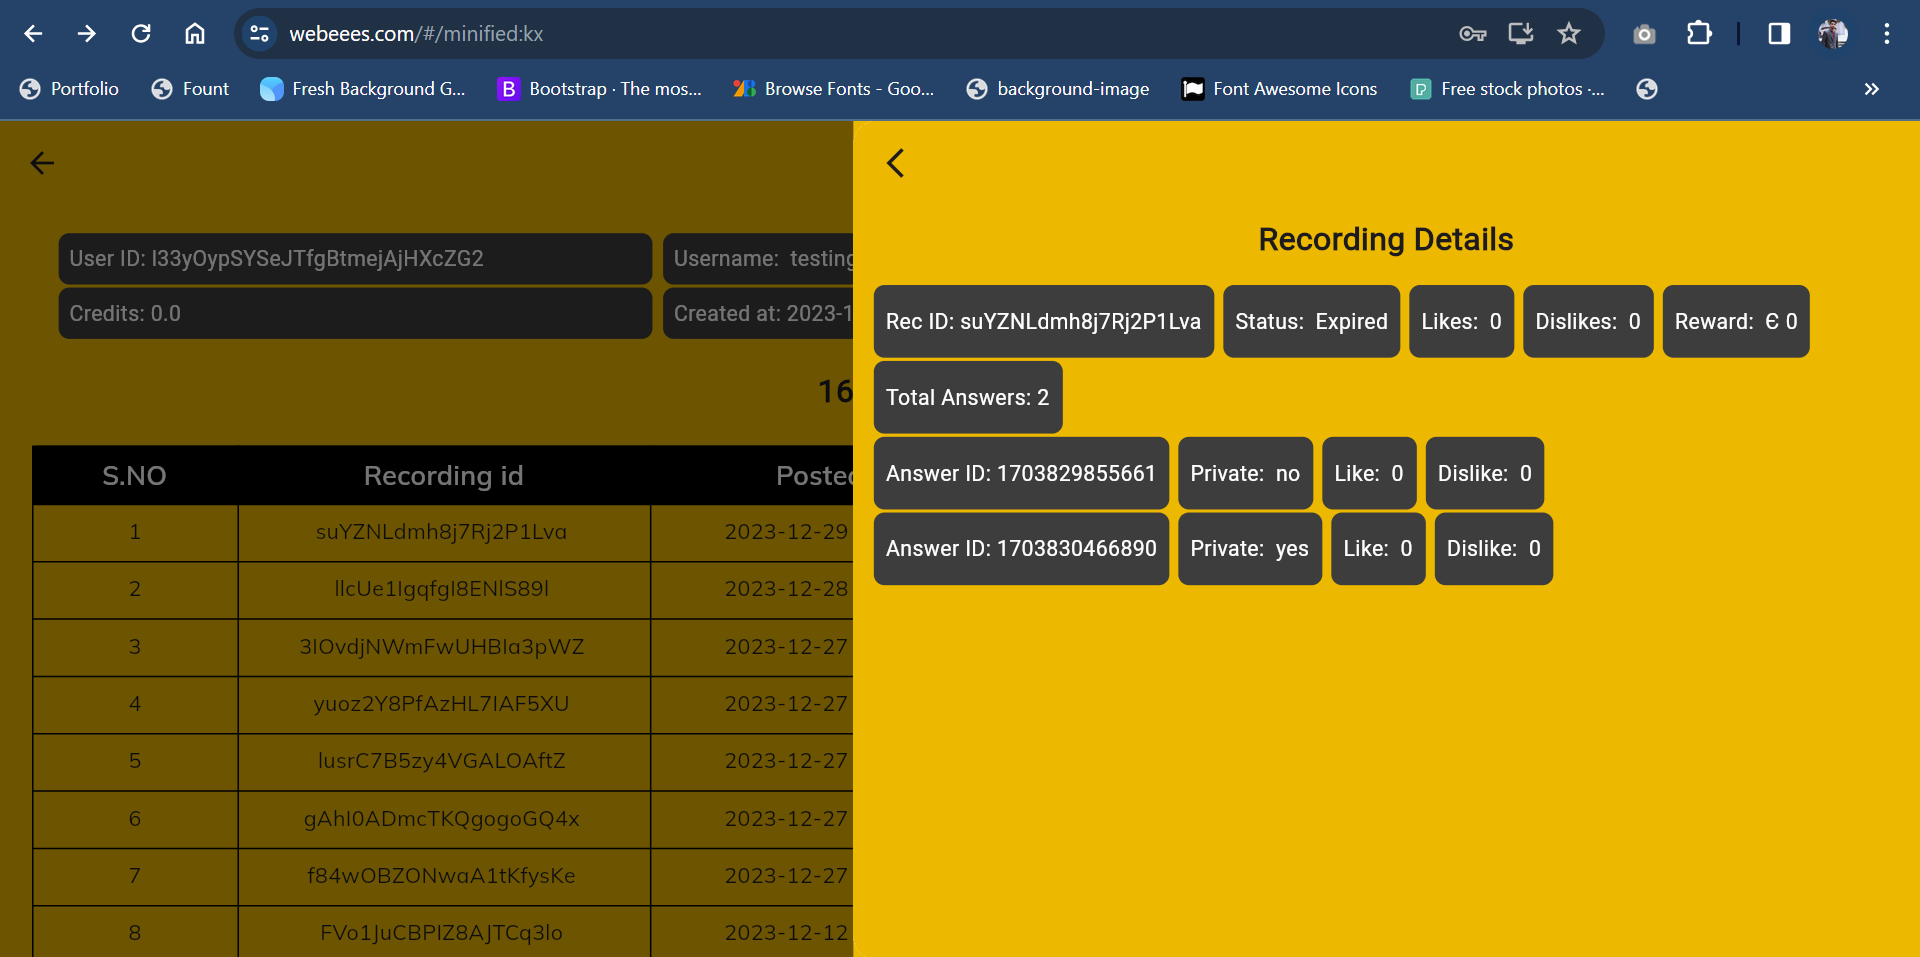 webeees.com/#/minified:kx
Portfolio Fount Fresh Background G... Bootstrap · The mos... Browse Fonts - Goo... background-image Font Awesome Icons Free stock photos ·...
User ID: I33yOypSYSeJTfgBtmejAjHXcZG2 Username: testing
Credits: 0.0 Created at: 2023-1
16
S.NO Recording id Posted
1 suYZNLdmh8j7Rj2P1Lva 2023-12-29
2 llcUe1IgqfgI8ENlS89l 2023-12-28
3 3IOvdjNWmFwUHBIa3pWZ 2023-12-27
4 yuoz2Y8PfAzHL7IAF5XU 2023-12-27
5 lusrC7B5zy4VGALOAftZ 2023-12-27
6 gAhI0ADmcTKQgogoGQ4x 2023-12-27
7 f84wOBZONwaA1tKfysKe 2023-12-27
8 FVo1JuCBPIZ8AJTCq3lo 2023-12-12
Recording Details
Rec ID: suYZNLdmh8j7Rj2P1Lva Status: Expired Likes: 0 Dislikes: 0 Reward: Є 0
Total Answers: 2
Answer ID: 1703829855661 Private: no Like: 0 Dislike: 0
Answer ID: 1703830466890 Private: yes Like: 0 Dislike: 0